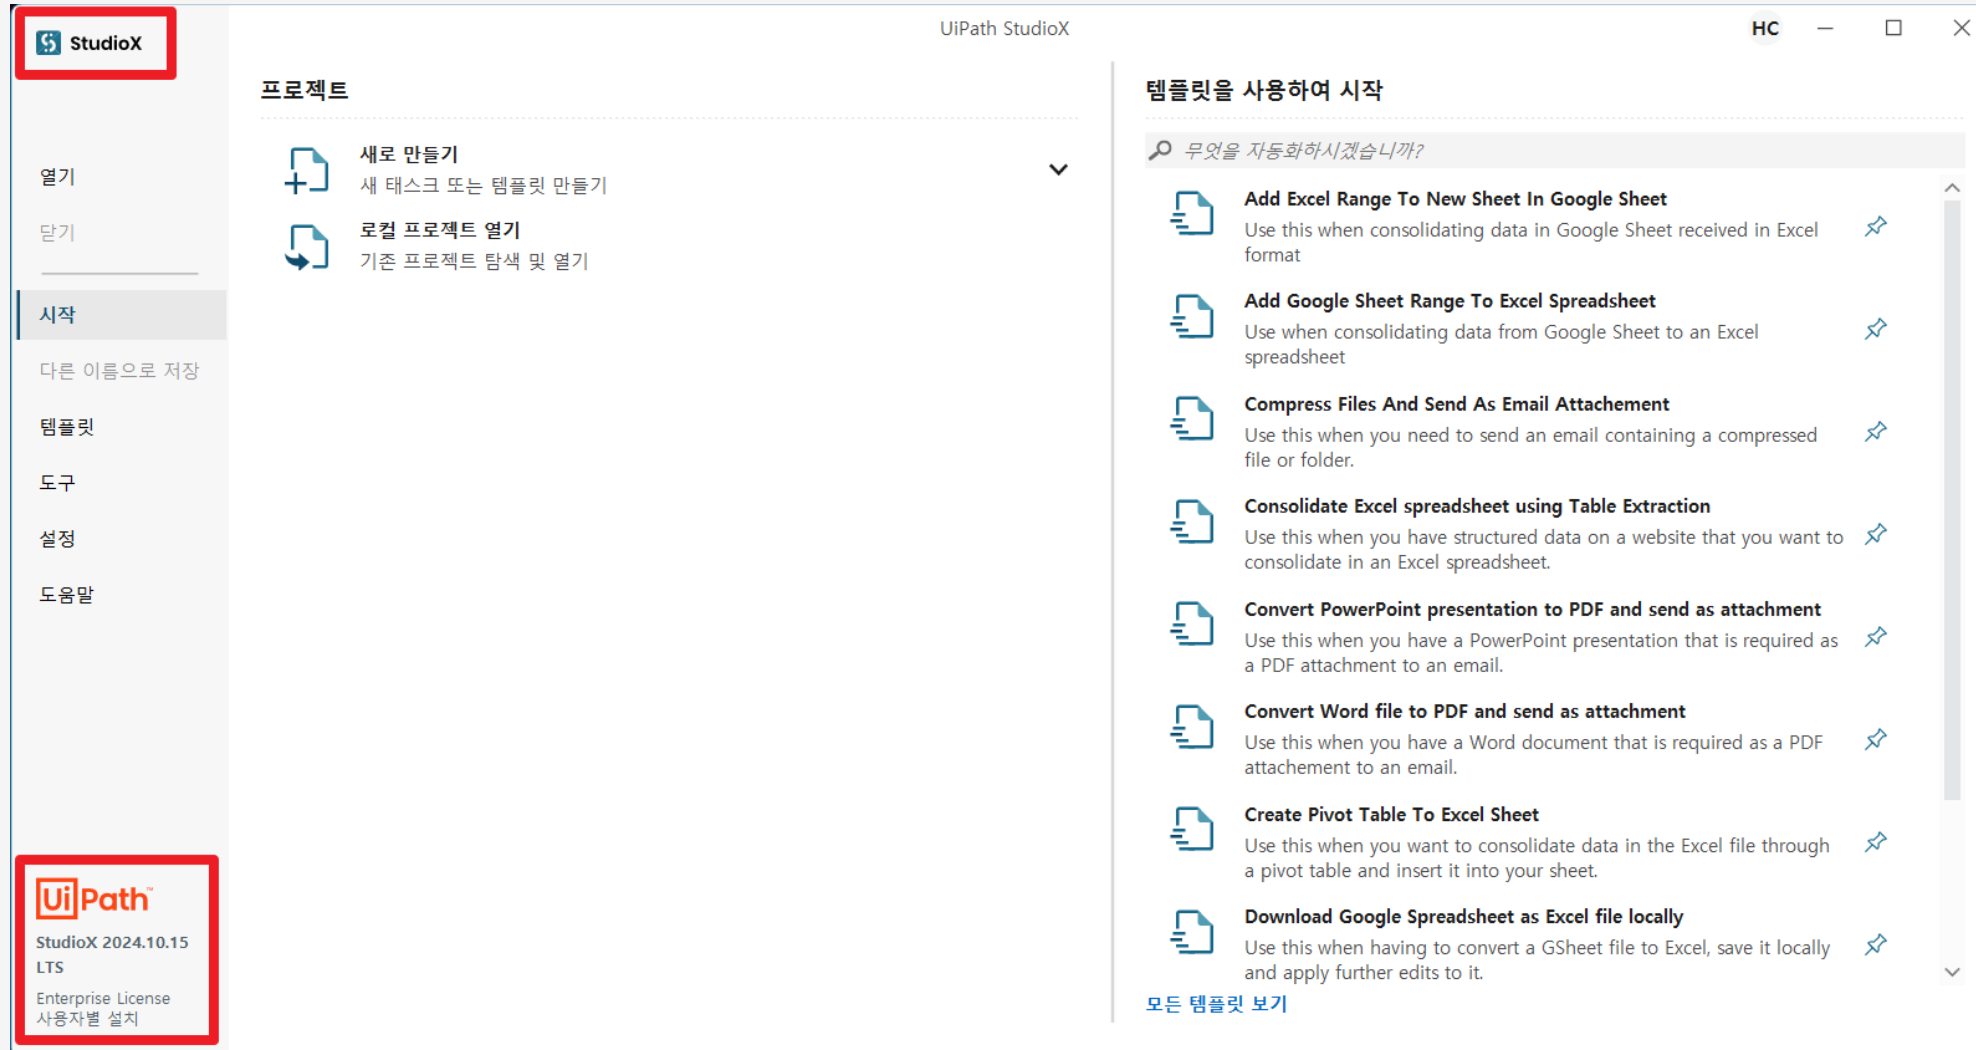 StudioX
UiPath StudioX
HC
열기
닫기
시작
다른 이름으로 저장
템플릿
도구
설정
도움말
UiPath™
StudioX 2024.10.15
LTS
Enterprise License
사용자별 설치
프로젝트
새로 만들기
새 태스크 또는 템플릿 만들기
로컬 프로젝트 열기
기존 프로젝트 탐색 및 열기
템플릿을 사용하여 시작
무엇을 자동화하시겠습니까?
Add Excel Range To New Sheet In Google Sheet
Use this when consolidating data in Google Sheet received in Excel
format
Add Google Sheet Range To Excel Spreadsheet
Use when consolidating data from Google Sheet to an Excel
spreadsheet
Compress Files And Send As Email Attachement
Use this when you need to send an email containing a compressed
file or folder.
Consolidate Excel spreadsheet using Table Extraction
Use this when you have structured data on a website that you want to
consolidate in an Excel spreadsheet.
Convert PowerPoint presentation to PDF and send as attachment
Use this when you have a PowerPoint presentation that is required as
a PDF attachment to an email.
Convert Word file to PDF and send as attachment
Use this when you have a Word document that is required as a PDF
attachement to an email.
Create Pivot Table To Excel Sheet
Use this when you want to consolidate data in the Excel file through
a pivot table and insert it into your sheet.
Download Google Spreadsheet as Excel file locally
Use this when having to convert a GSheet file to Excel, save it locally
and apply further edits to it.
모든 템플릿 보기